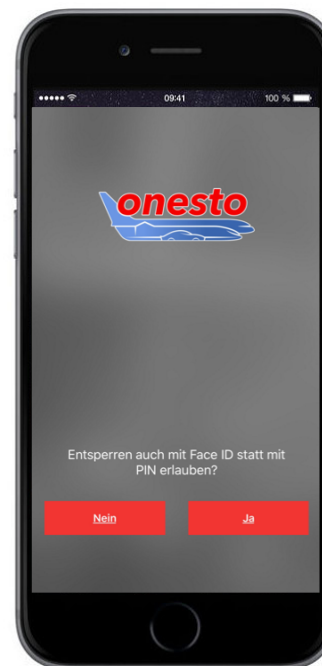 09:41
100 %
onesto
Entsperren auch mit Face ID statt mit
PIN erlauben?
Nein
Ja